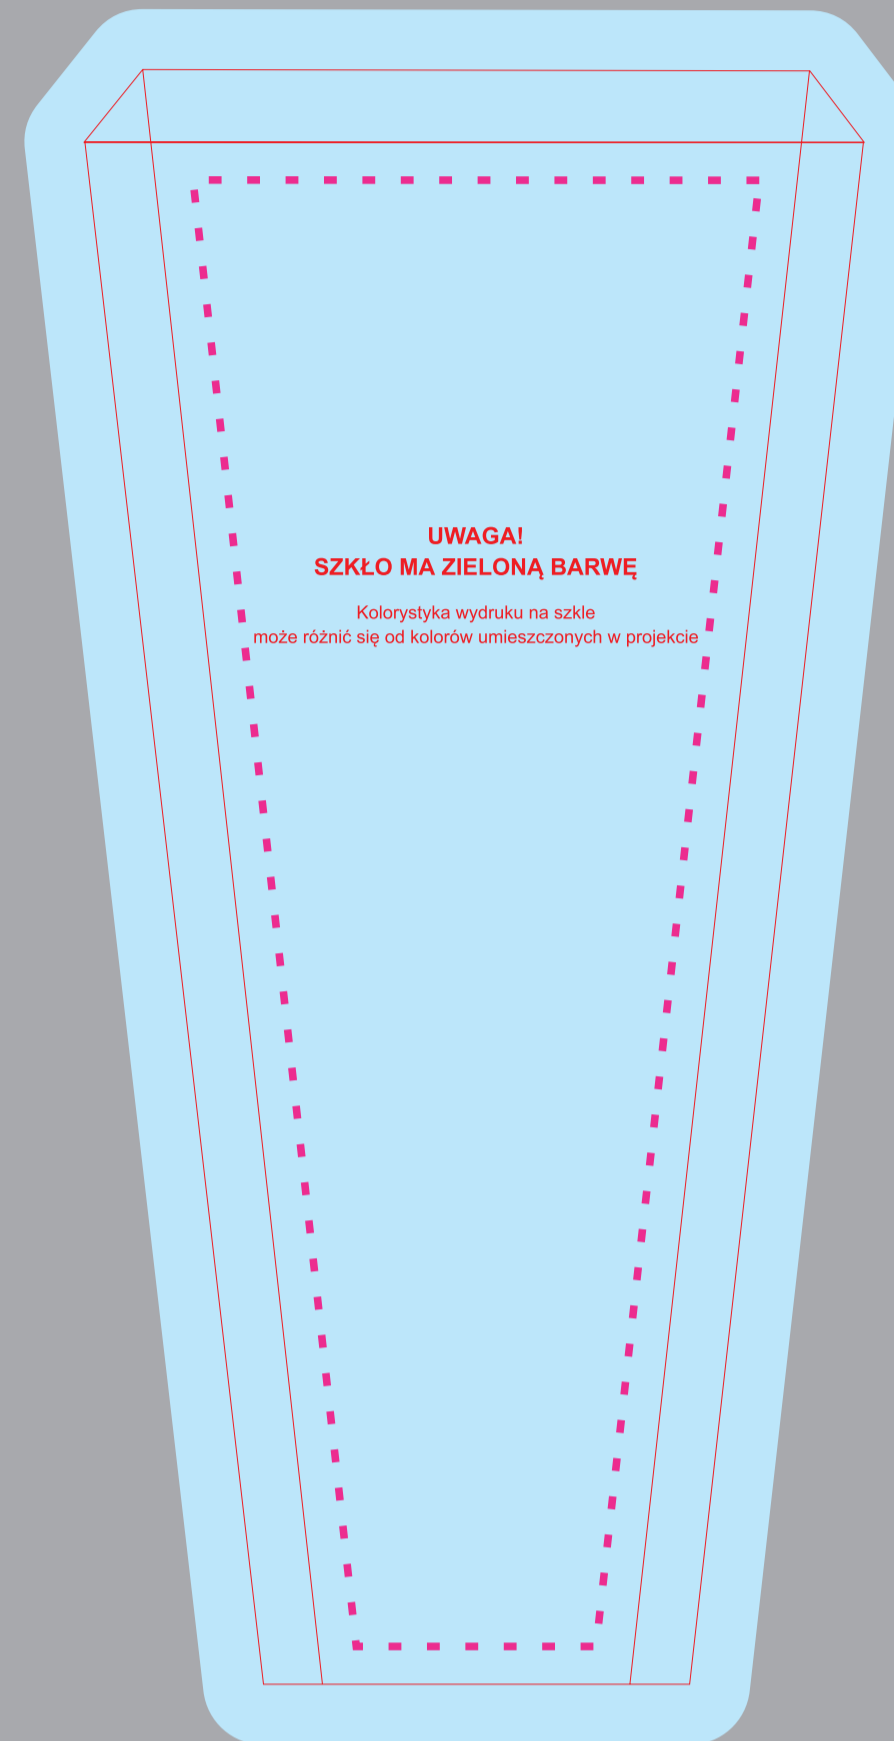 UWAGA!
SZKŁO MA ZIELONĄ BARWĘ
Kolorystyka wydruku na szkle
może różnić się od kolorów umieszczonych w projekcie